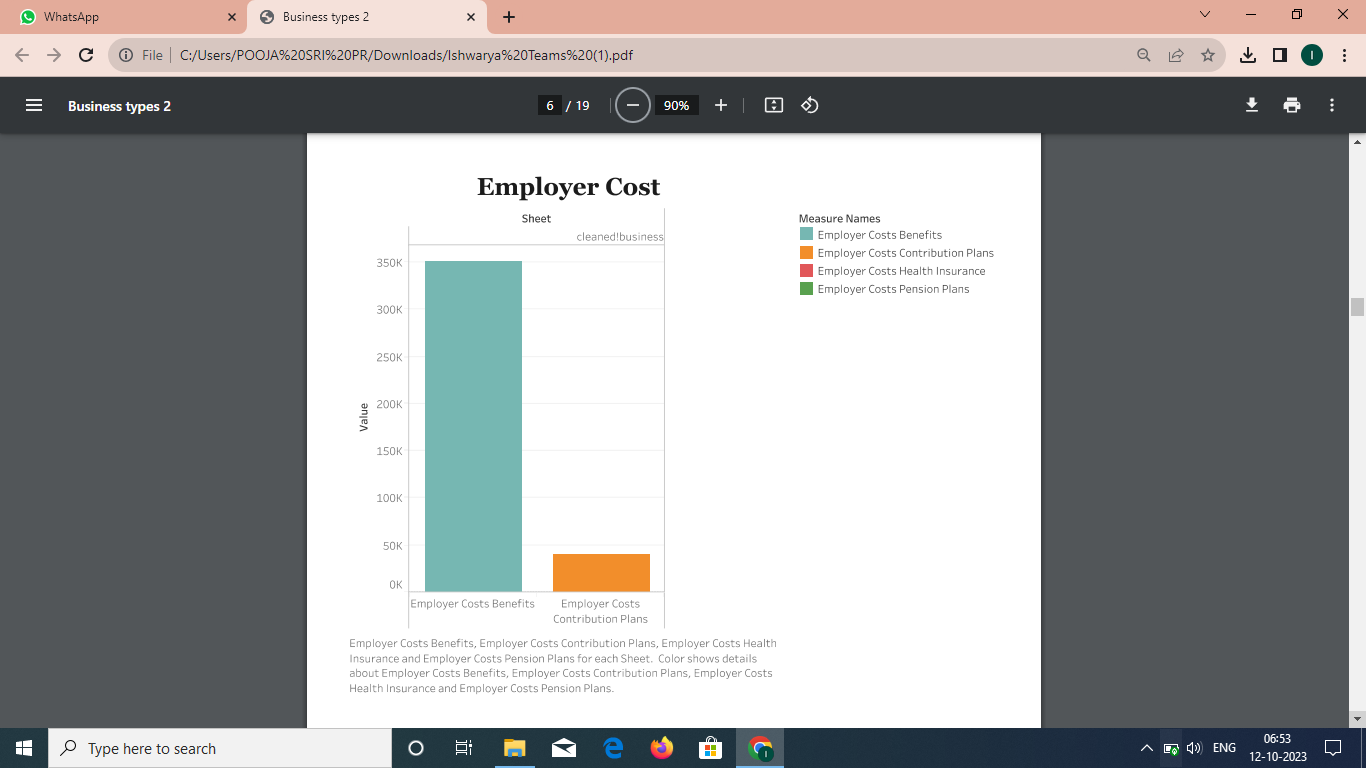 WhatsApp
Business types 2
File
C:/Users/POOJA%20SRI%20PR/Downloads/Ishwarya%20Teams%20(1).pdf
I
Business types 2
6 / 19
90%
Employer Cost
Sheet
cleaned!business
Measure Names
Employer Costs Benefits
Employer Costs Contribution Plans
Employer Costs Health Insurance
Employer Costs Pension Plans
Value
350K
300K
250K
200K
150K
100K
50K
0K
Employer Costs Benefits
Employer Costs
Contribution Plans
Employer Costs Benefits, Employer Costs Contribution Plans, Employer Costs Health
Insurance and Employer Costs Pension Plans for each Sheet. Color shows details
about Employer Costs Benefits, Employer Costs Contribution Plans, Employer Costs
Health Insurance and Employer Costs Pension Plans.
Type here to search
ENG
06:53
12-10-2023